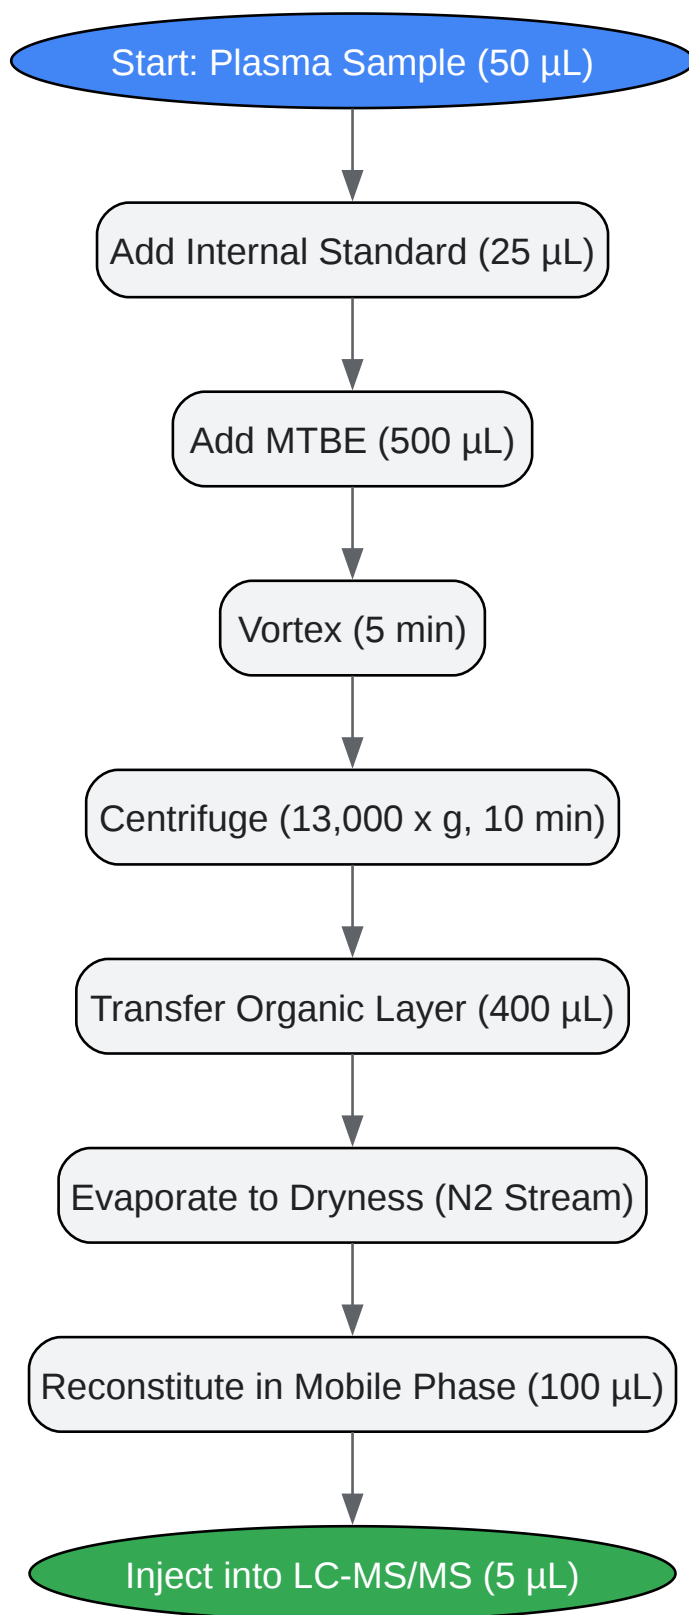 Start: Plasma Sample (50 µL)
Add Internal Standard (25 µL)
Add MTBE (500 µL)
Vortex (5 min)
Centrifuge (13,000 x g, 10 min)
Transfer Organic Layer (400 µL)
Evaporate to Dryness (N2 Stream)
Reconstitute in Mobile Phase (100 µL)
Inject into LC-MS/MS (5 µL)